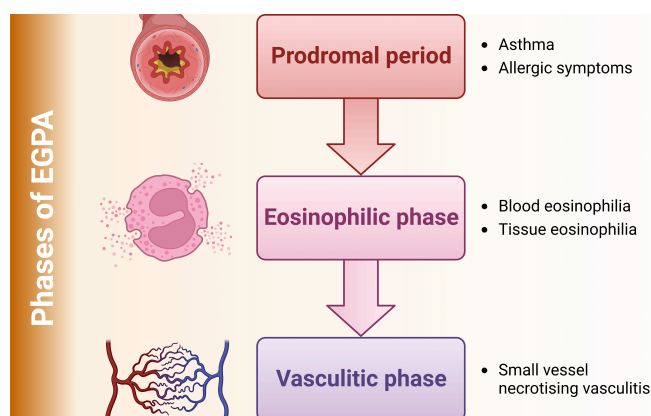 Phases of EGPA
Prodromal period
• Asthma
• Allergic symptoms
Eosinophilic phase
• Blood eosinophilia
• Tissue eosinophilia
Vasculitic phase
• Small vessel
necrotising vasculitis